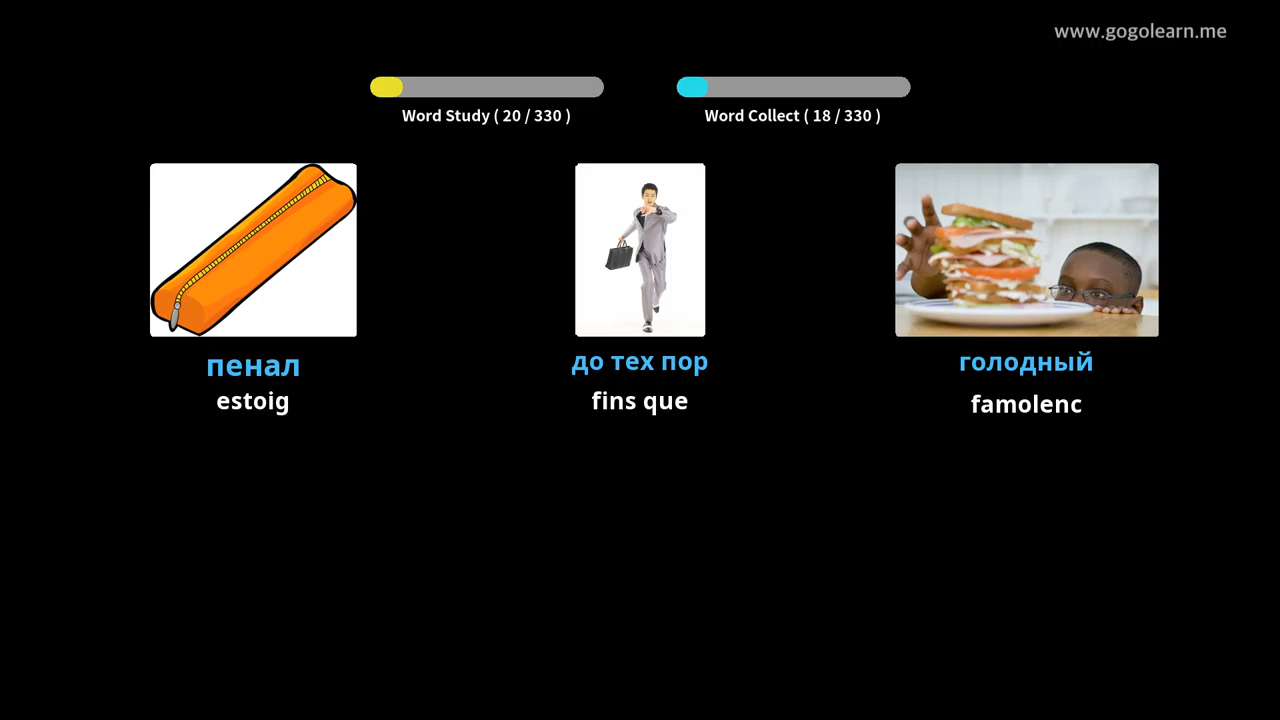 www.gogolearn.me
Word Study ( 20 / 330 )
Word Collect ( 18 / 330 )
пенал
estoig
до тех пор
fins que
голодный
famolenc